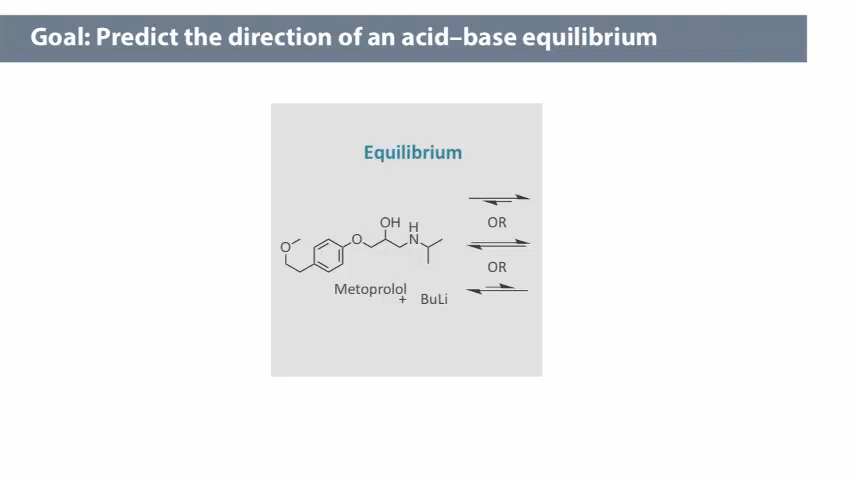 Goal: Predict the direction of an acid–base equilibrium
Equilibrium
OH
H
O
N
O
OR
OR
Metoprolol
+ BuLi